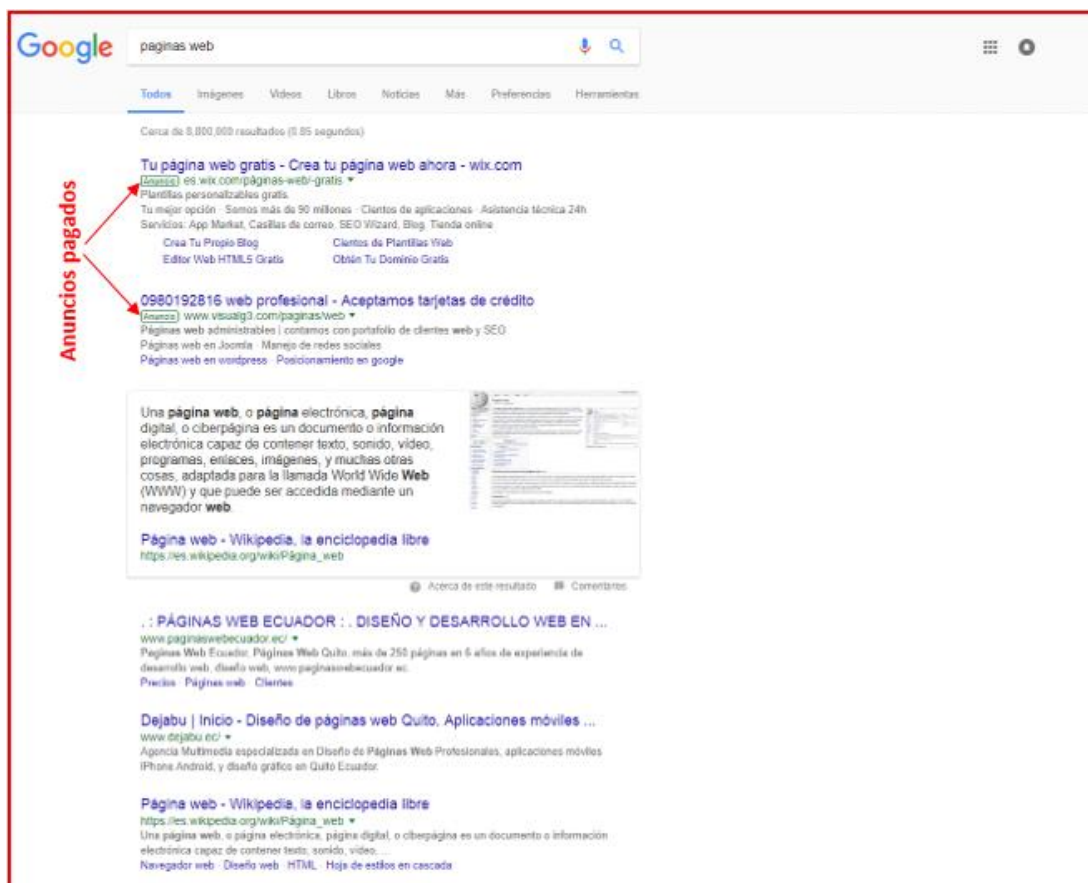 Google
paginas web
Todos Imágenes Videos Libros Noticias Más Preferencias Herramientas
Cerca de 8,800,000 resultados (0.85 segundos)
Anuncios pagados
Tu página web gratis - Crea tu página web ahora - wix.com
Anuncio es.wix.com/páginas-web/-gratis
Plantillas personalizables gratis
Tu mejor opción · Somos más de 90 millones · Cientos de aplicaciones · Asistencia técnica 24h
Servicios: App Market, Casillas de correo, SEO Wizard, Blog, Tienda online
Crea Tu Propio Blog Cientos de Plantillas Web
Editor Web HTML5 Gratis Obtén Tu Dominio Gratis
0980192816 web profesional - Aceptamos tarjetas de crédito
Anuncio www.visualg3.com/paginas/web
Páginas web administrables | contamos con portafolio de clientes web y SEO
Páginas web en Joomla · Manejo de redes sociales
Páginas web en wordpress · Posicionamiento en google
Una página web, o página electrónica, página
digital, o ciberpágina es un documento o información
electrónica capaz de contener texto, sonido, vídeo,
programas, enlaces, imágenes, y muchas otras
cosas, adaptada para la llamada World Wide Web
(WWW) y que puede ser accedida mediante un
navegador web.
Página web - Wikipedia, la enciclopedia libre
https://es.wikipedia.org/wiki/Página_web
Acerca de este resultado Comentarios
. : PÁGINAS WEB ECUADOR : . DISEÑO Y DESARROLLO WEB EN ...
www.paginaswebecuador.ec/
Paginas Web Ecuador, Páginas Web Quito, más de 250 páginas en 6 años de experiencia de
desarrollo web, diseño web, www.paginaswebecuador.ec.
Precios · Páginas web · Clientes
Dejabu | Inicio - Diseño de páginas web Quito, Aplicaciones móviles ...
www.dejabu.ec/
Agencia Multimedia especializada en Diseño de Páginas Web Profesionales, aplicaciones móviles
IPhone Android, y diseño gráfico en Quito Ecuador.
Página web - Wikipedia, la enciclopedia libre
https://es.wikipedia.org/wiki/Página_web
Una página web, o página electrónica, página digital, o ciberpágina es un documento o información
electrónica capaz de contener texto, sonido, vídeo, ...
Navegador web · Diseño web · HTML · Hoja de estilos en cascada